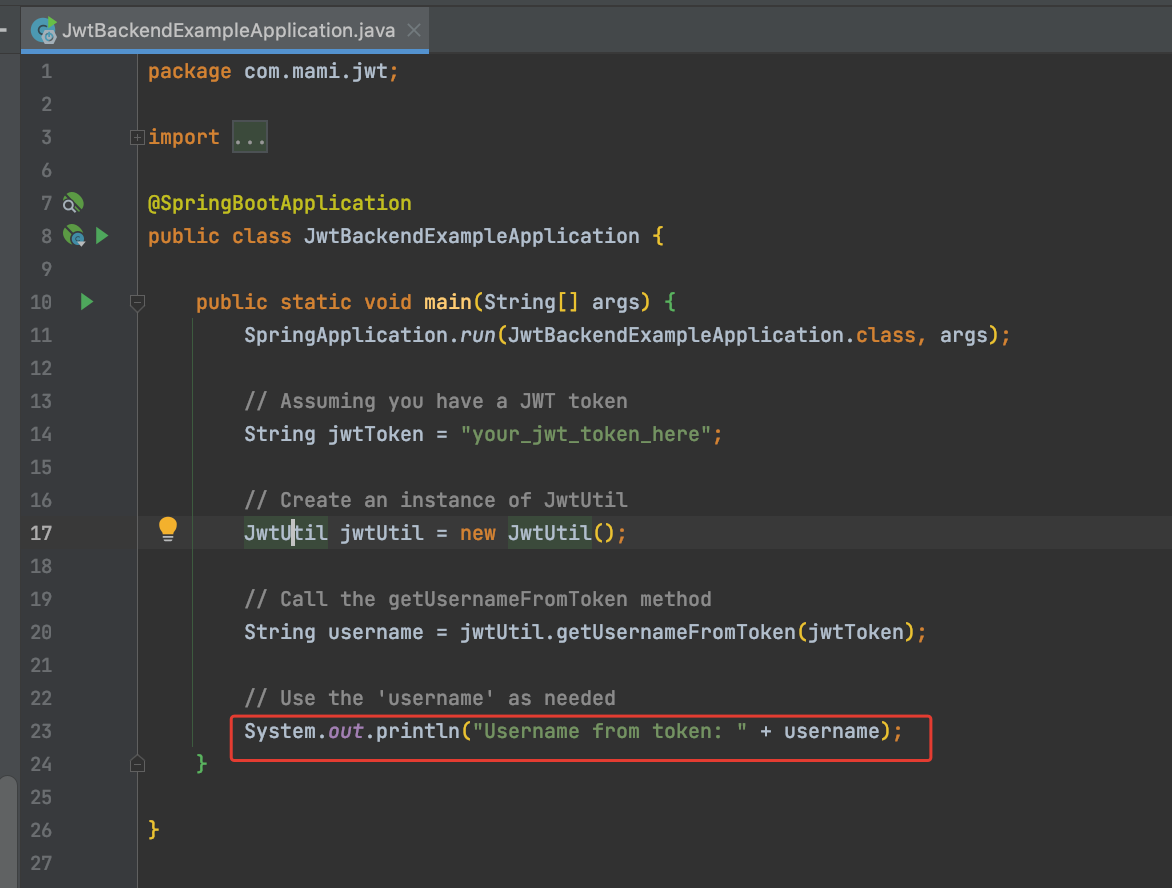 JwtBackendExampleApplication.java
1 package com.mami.jwt;
2
3 import ...
6
7 @SpringBootApplication
8 public class JwtBackendExampleApplication {
9
10 public static void main(String[] args) {
11 SpringApplication.run(JwtBackendExampleApplication.class, args);
12
13 // Assuming you have a JWT token
14 String jwtToken = "your_jwt_token_here";
15
16 // Create an instance of JwtUtil
17 JwtUtil jwtUtil = new JwtUtil();
18
19 // Call the getUsernameFromToken method
20 String username = jwtUtil.getUsernameFromToken(jwtToken);
21
22 // Use the 'username' as needed
23 System.out.println("Username from token: " + username);
24 }
25
26 }
27